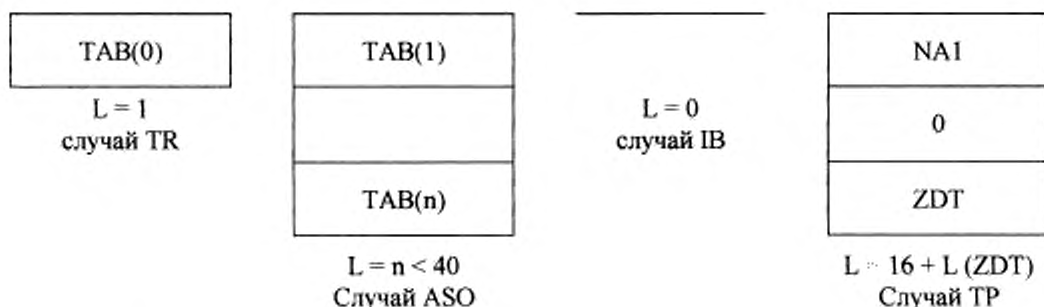 TAB(0)
L = 1
случай TR
TAB(1)
TAB(n)
L = n < 40
Случай ASO
L = 0
случай IB
NA1
0
ZDT
L = 16 + L (ZDT)
Случай TP